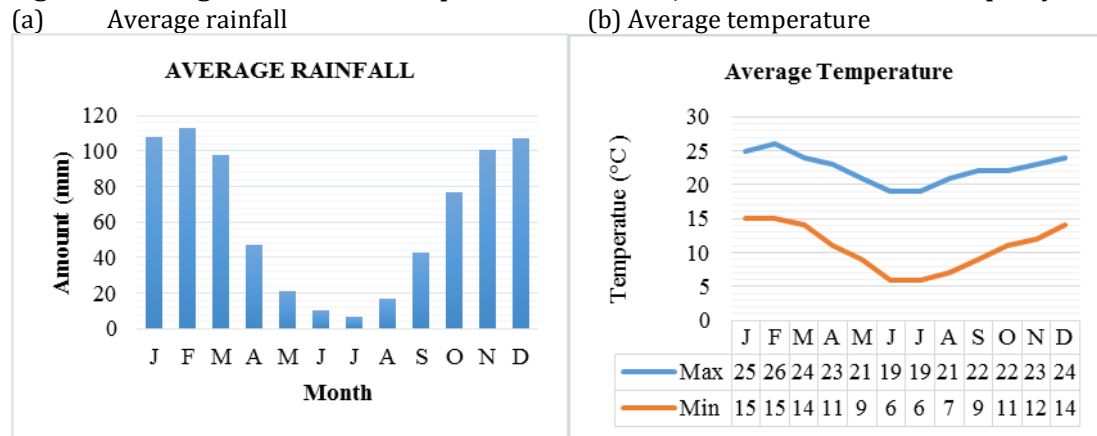 (a) Average rainfall (b) Average temperature
AVERAGE RAINFALL
120
100
80
60
40
20
0
Amount (mm)
J F M A M J J A S O N D
Month
Average Temperature
30
25
20
15
10
5
0
Temperatue (°C )
J F M A M J J A S O N D
Max 25 26 24 23 21 19 19 21 22 22 23 24
Min 15 15 14 11 9 6 6 7 9 11 12 14